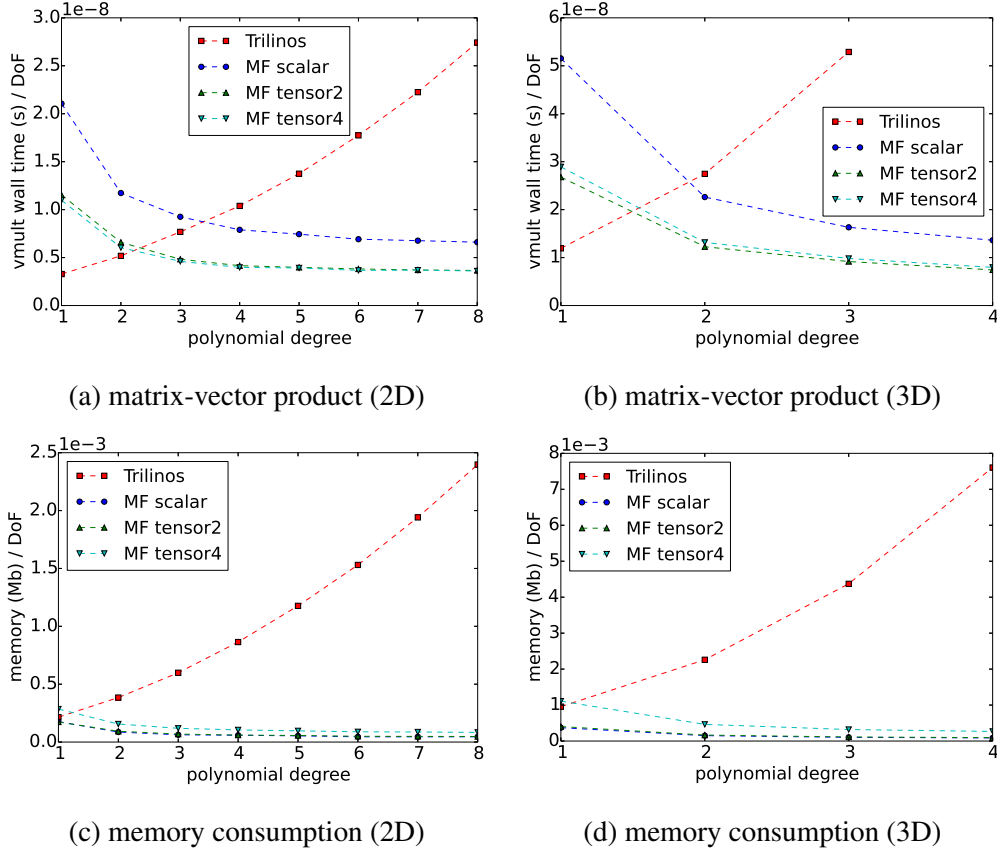 1e−8
3.0
2.5
2.0
1.5
1.0
0.5
0.0
vmult wall time (s) / DoF
Trilinos
MF scalar
MF tensor2
MF tensor4
1 2 3 4 5 6 7 8
polynomial degree
(a) matrix-vector product (2D)
1e−8
6
5
4
3
2
1
0
vmult wall time (s) / DoF
Trilinos
MF scalar
MF tensor2
MF tensor4
1 2 3 4
polynomial degree
(b) matrix-vector product (3D)
1e−3
2.5
2.0
1.5
1.0
0.5
0.0
memory (Mb) / DoF
Trilinos
MF scalar
MF tensor2
MF tensor4
1 2 3 4 5 6 7 8
polynomial degree
(c) memory consumption (2D)
1e−3
8
7
6
5
4
3
2
1
0
memory (Mb) / DoF
Trilinos
MF scalar
MF tensor2
MF tensor4
1 2 3 4
polynomial degree
(d) memory consumption (3D)